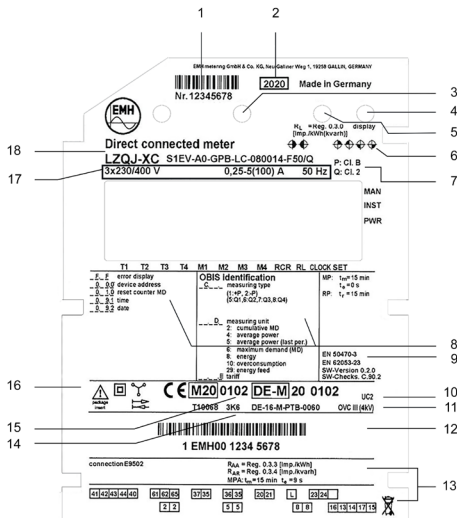 1
2
EMH metering GmbH & Co. KG, Neu-Galliner Weg 1, 19258 GALLIN, GERMANY
2020
Made in Germany
Nr. 12345678
3
4
5
6
7
EMH
RL =Reg. 0.3.0 display
[Imp./kWh(kvarh)]
Direct connected meter
18
LZQJ-XC S1EV-A0-GPB-LC-080014-F50/Q
P: Cl. B
Q: Cl. 2
17
3x230/400 V 0,25-5(100) A 50 Hz
MAN
INST
PWR
T1 T2 T3 T4 M1 M2 M3 M4 RCR RL CLOCK SET
F. F error display
0. 0.0 device address
0. 1.0 reset counter MD
0. 9.1 time
0. 9.2 date
OBIS Identification
C measuring type
(1:+P, 2:-P)
(5:Q1,6:Q2,7:Q3,8:Q4)
D measuring unit
2: cumulative MD
4: average power
5: average power (last per.)
6: maximum demand (MD)
8: energy
10: overconsumption
29: energy feed
E tariff
MP: tm=15 min
te=9 s
RP: tr=15 min
EN 50470-3
EN 62053-23
SW-Version 0.2.0
SW-Checks. C.90.2
8
9
16
package
insert
CE M20 0102 DE-M 20 0102
UC2
10
15
T10068 3K6 DE-16-M-PTB-0060 OVC III (4kV)
11
14
12
1 EMH00 1234 5678
connection E9502
RAA = Reg. 0.3.3 [Imp./kWh]
RAR = Reg. 0.3.4 [Imp./kvarh]
MPA: tm=15 min te=9 s
13
41 42 43 44 40 61 62 65 37 35 36 35 20 21 L 23 24
2 2 5 5 8 8 16 13 14 17 15